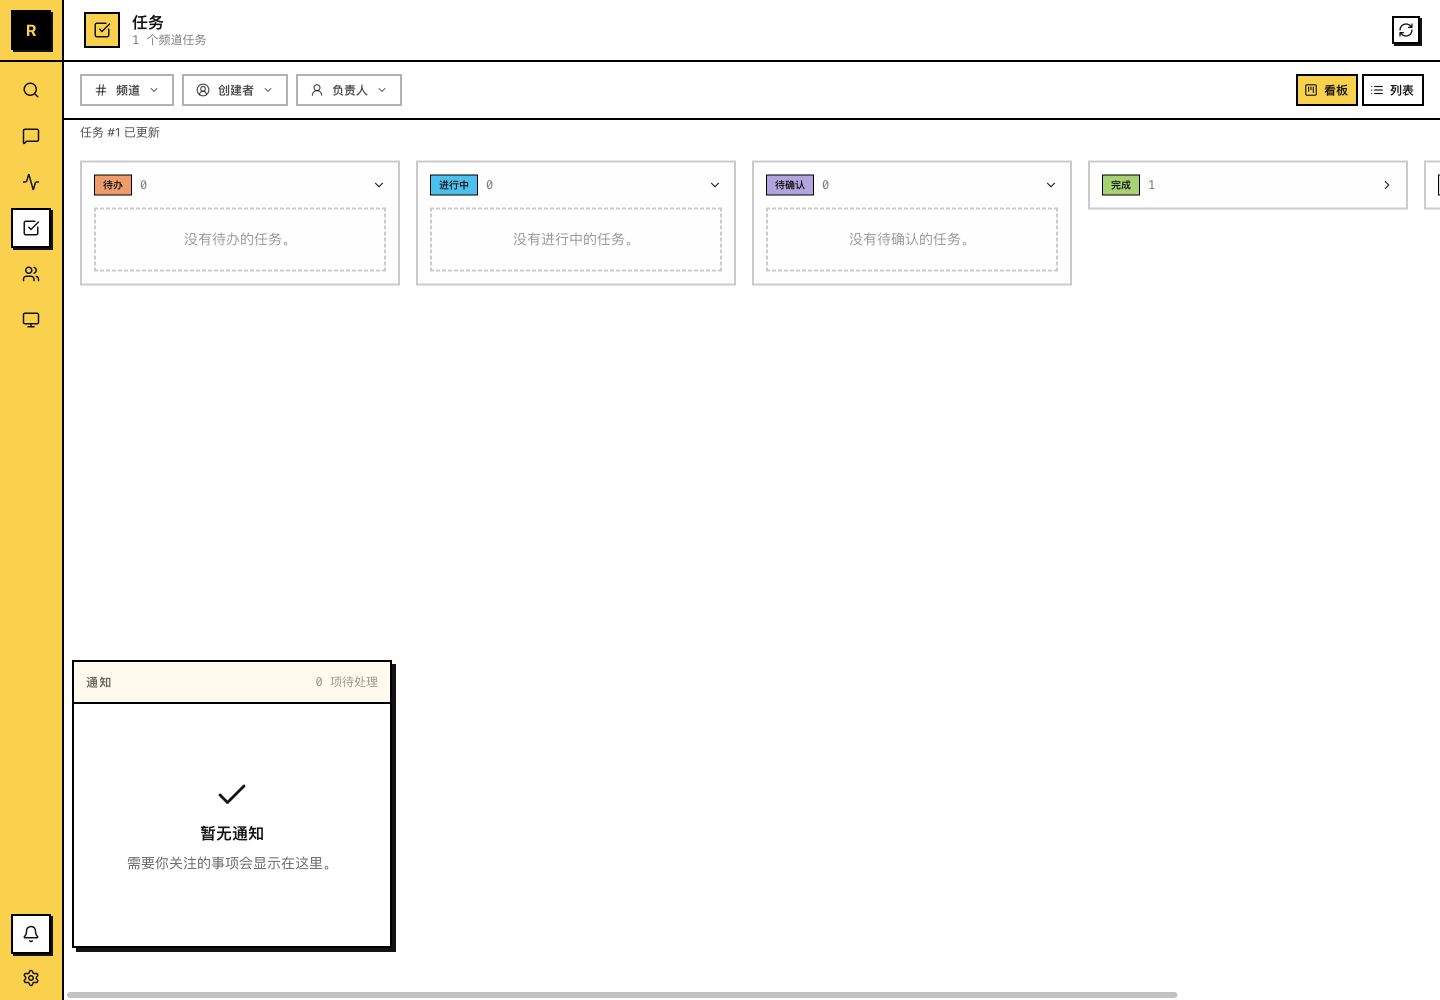 R
任务
1 个频道任务
频道
创建者
负责人
看板
列表
任务 #1 已更新
待办 0
没有待办的任务。
进行中 0
没有进行中的任务。
待确认 0
没有待确认的任务。
完成 1
通知
0 项待处理
暂无通知
需要你关注的事项会显示在这里。